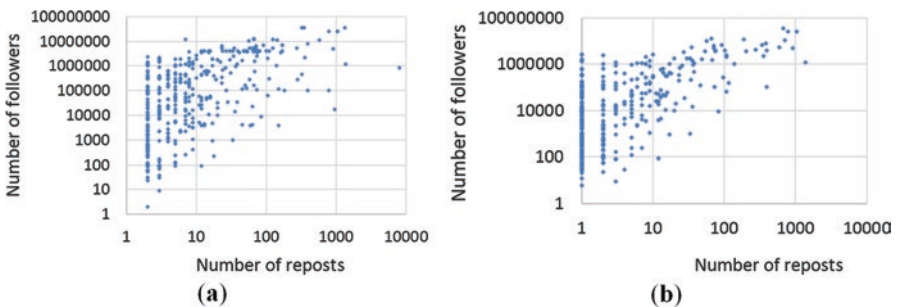 100000000
10000000
1000000
100000
10000
1000
100
10
1
Number of followers
1 10 100 1000 10000
Number of reposts
(a)
100000000
1000000
10000
100
1
Number of followers
1 10 100 1000 10000
Number of reposts
(b)